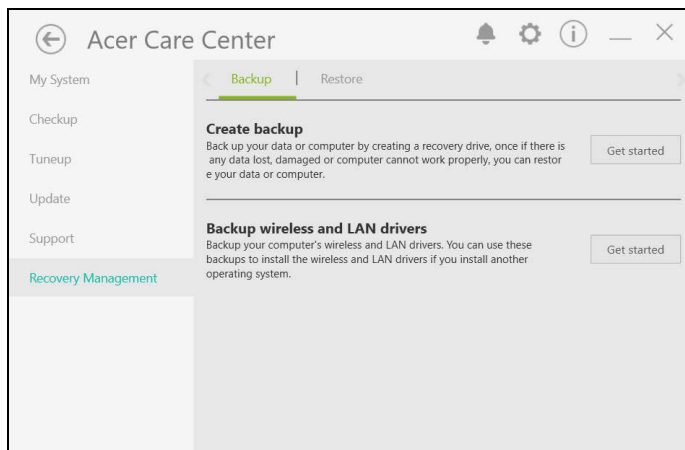 Acer Care Center
My System
Checkup
Tuneup
Update
Support
Recovery Management
Backup | Restore
Create backup
Back up your data or computer by creating a recovery drive, once if there is
any data lost, damaged or computer cannot work properly, you can restor
e your data or computer.
Get started
Backup wireless and LAN drivers
Backup your computer's wireless and LAN drivers. You can use these
backups to install the wireless and LAN drivers if you install another
operating system.
Get started